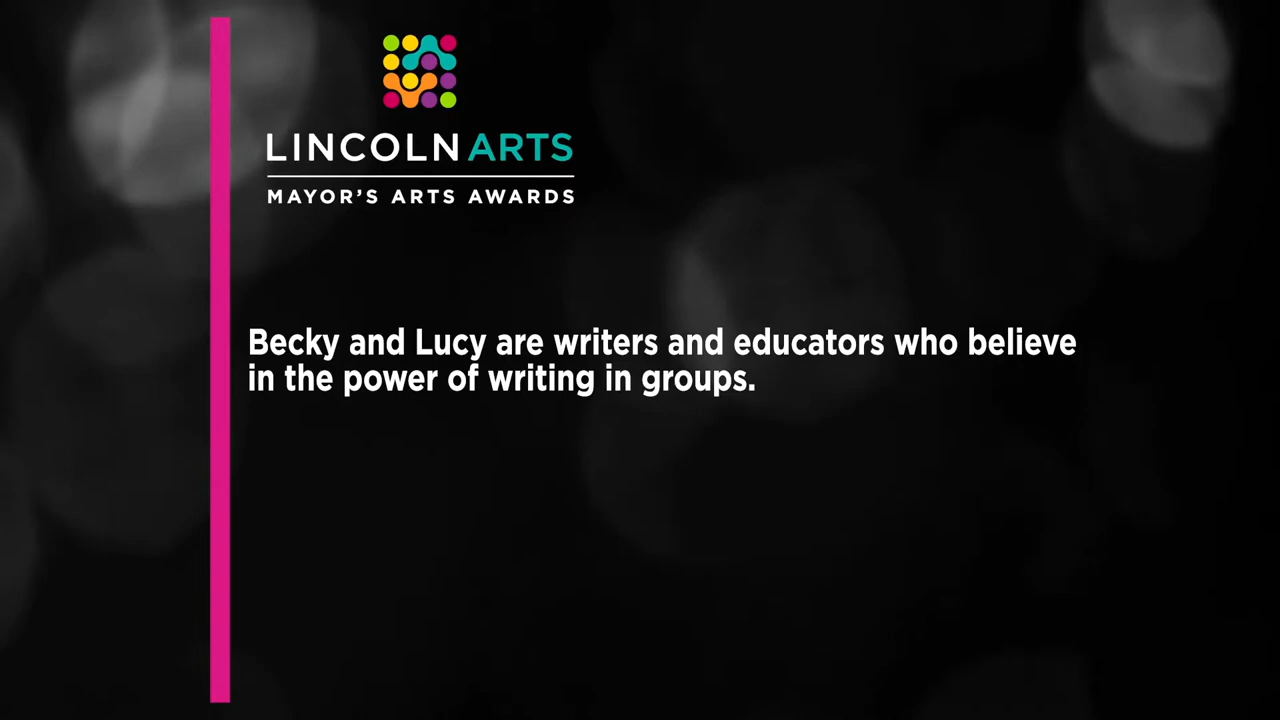 LINCOLN ARTS
MAYOR'S ARTS AWARDS
Becky and Lucy are writers and educators who believe
in the power of writing in groups.